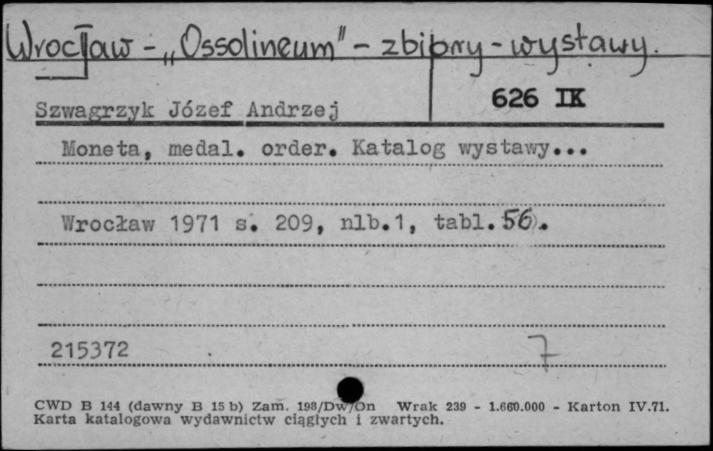 Wrocław - „Ossolineum" - zbiory - wystawy.
626 IK
Szwagrzyk Józef Andrzej
Moneta, medal. order. Katalog wystawy...
Wrocław 1971 s. 209, nlb.1, tabl. 56.
215372 7
CWD B 144 (dawny B 15 b) Zam. 198/Dw/On Wrak 239 - 1.660.000 - Karton IV.71.
Karta katalogowa wydawnictw ciągłych i zwartych.